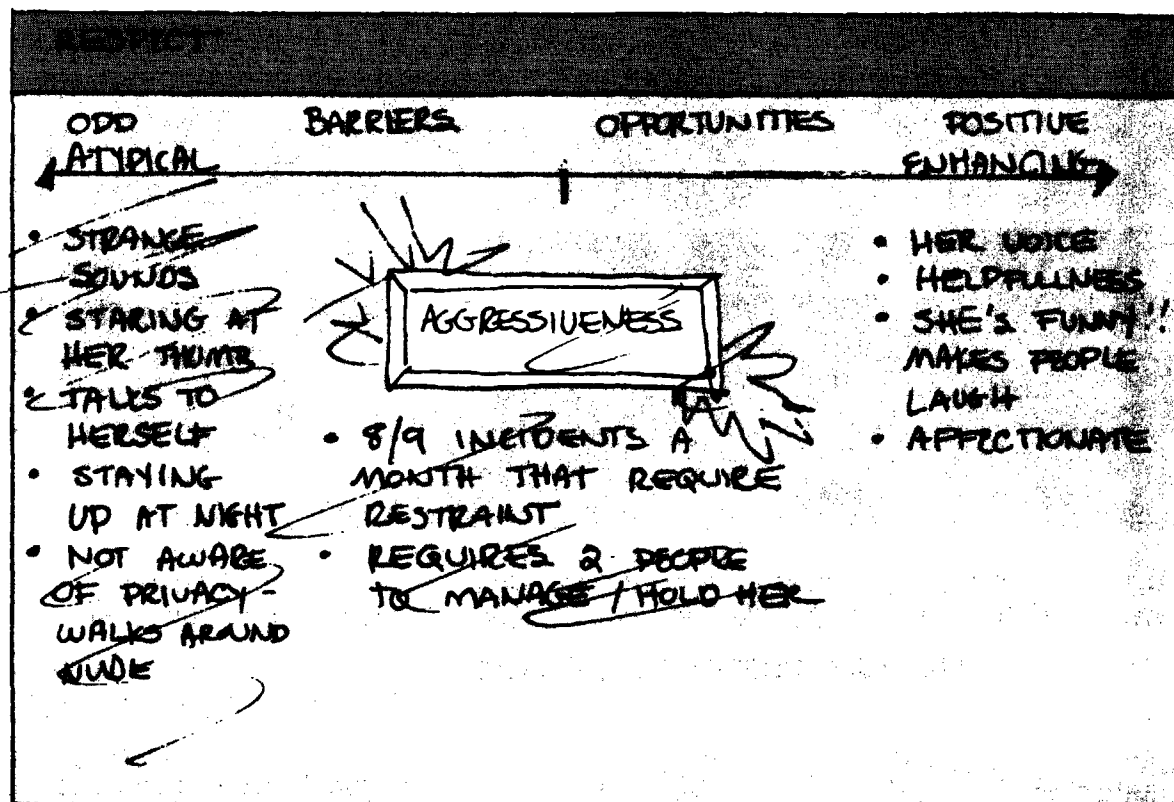 RESPECT
ODD
ATYPICAL
BARRIERS
OPPORTUNITIES
POSITIVE
ENHANCING
• STRANGE
SOUNDS
• STARING AT
HER THUMB
• TALKS TO
HERSELF
• STAYING
UP AT NIGHT
• NOT AWARE
OF PRIVACY -
WALKS AROUND
NUDE
AGGRESSIVENESS
• 8/9 INCIDENTS A
MONTH THAT REQUIRE
RESTRAINT
• REQUIRES 2 PEOPLE
TO MANAGE / HOLD HER
• HER VOICE
• HELPFULLNESS
• SHE'S FUNNY!!
MAKES PEOPLE
LAUGH
• AFFECTIONATE